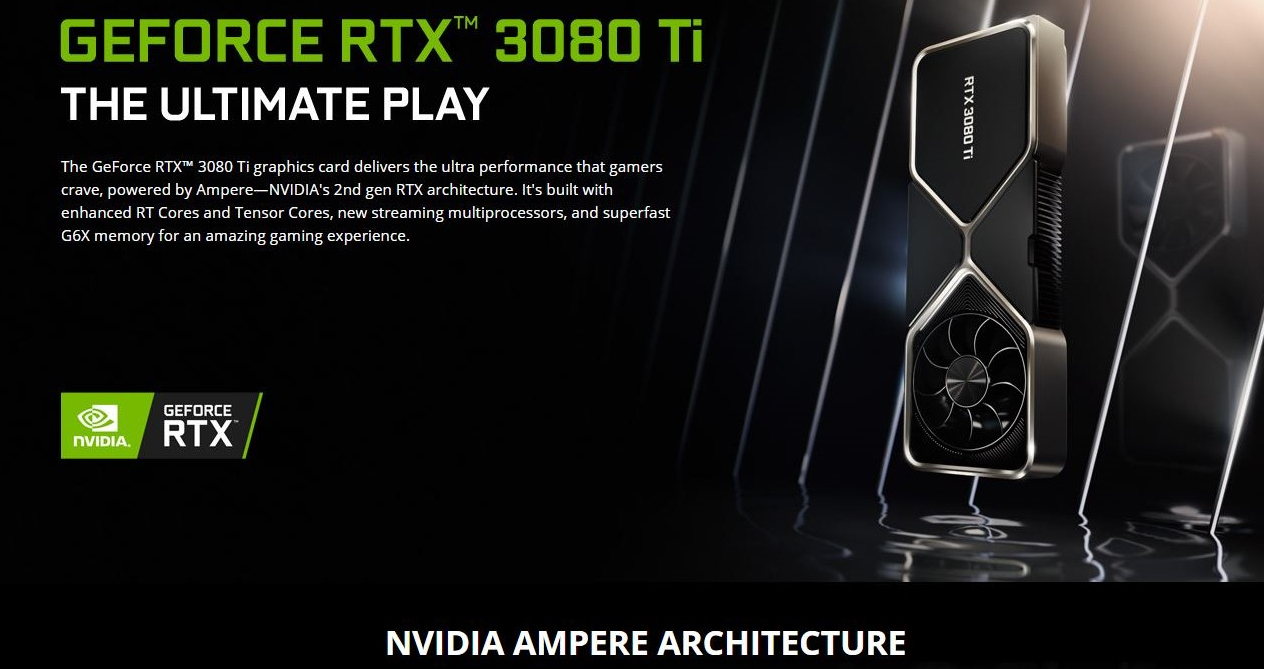 GEFORCE RTX™ 3080 Ti
THE ULTIMATE PLAY
The GeForce RTX™ 3080 Ti graphics card delivers the ultra performance that gamers
crave, powered by Ampere—NVIDIA's 2nd gen RTX architecture. It's built with
enhanced RT Cores and Tensor Cores, new streaming multiprocessors, and superfast
G6X memory for an amazing gaming experience.
RTX 3080 Ti
NVIDIA.
GEFORCE
RTX™
NVIDIA AMPERE ARCHITECTURE